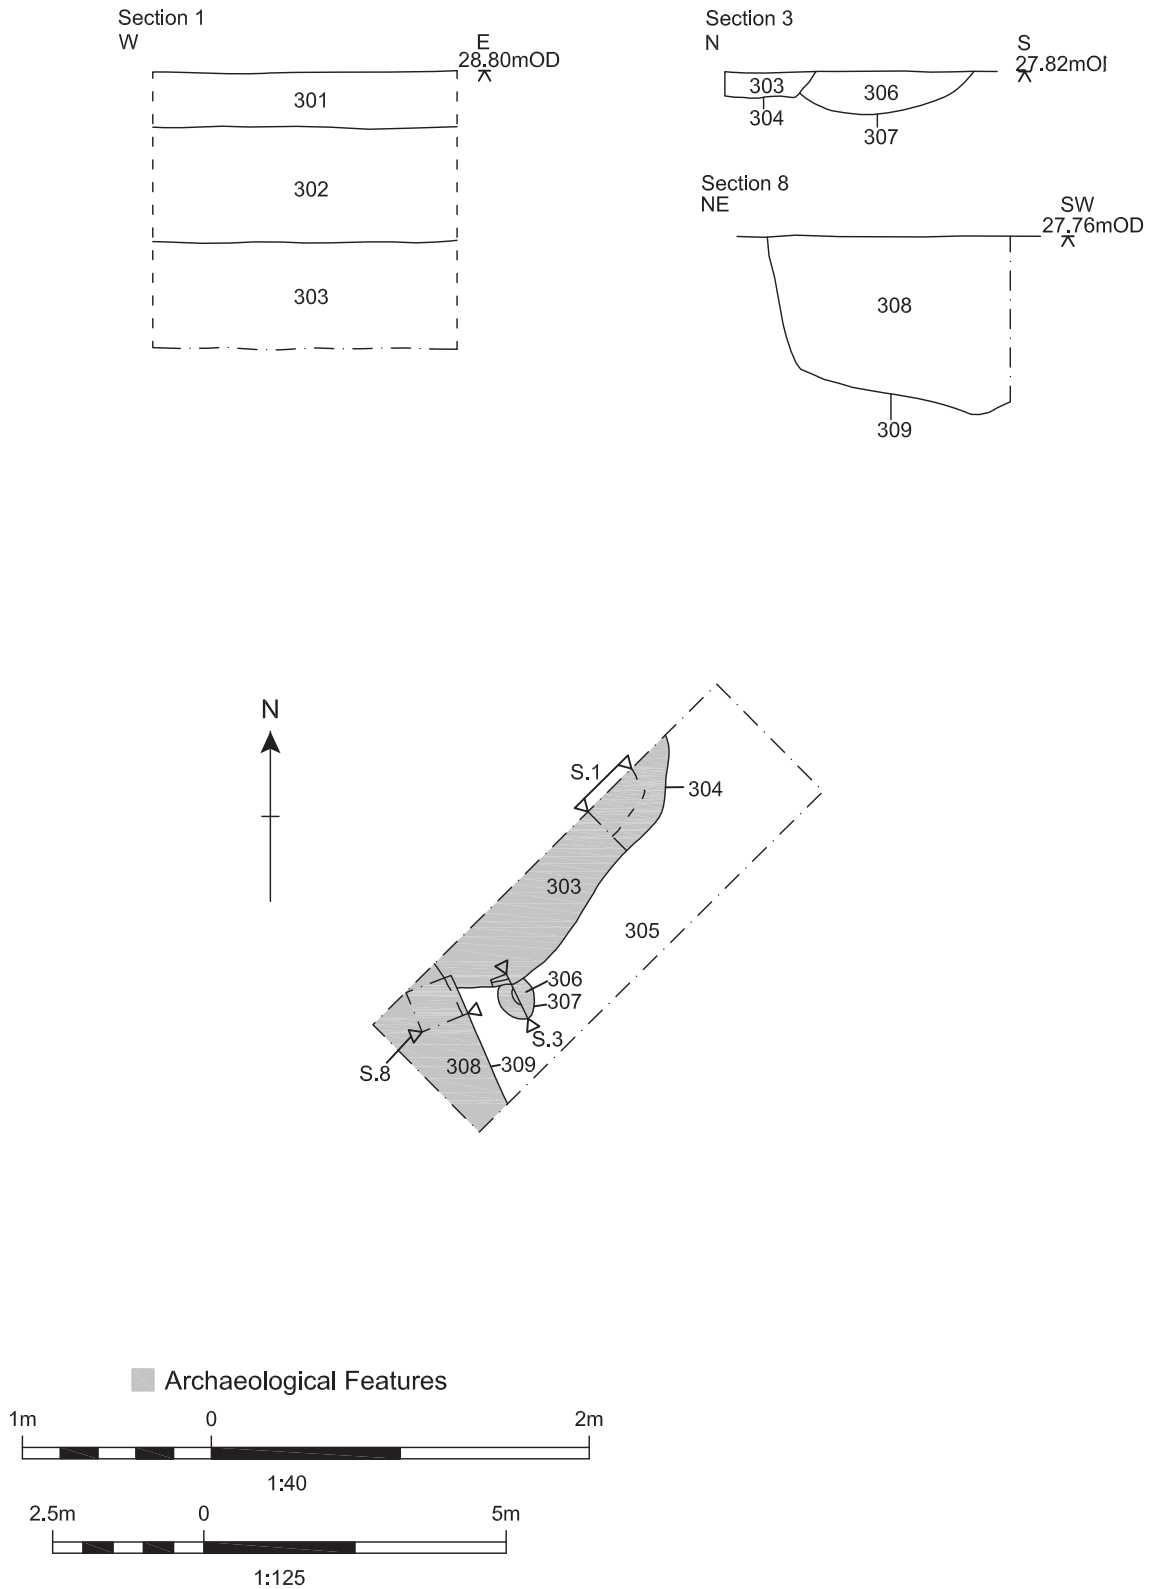 Section 1
W E
28.80mOD
301
302
303
Section 3
N S
27.82mOI
303 306
304
307
Section 8
NE SW
27.76mOD
308
309
N
S.1
304
303
305
306
307
S.3
308 309
S.8
Archaeological Features
1m 0 2m
1:40
2.5m 0 5m
1:125